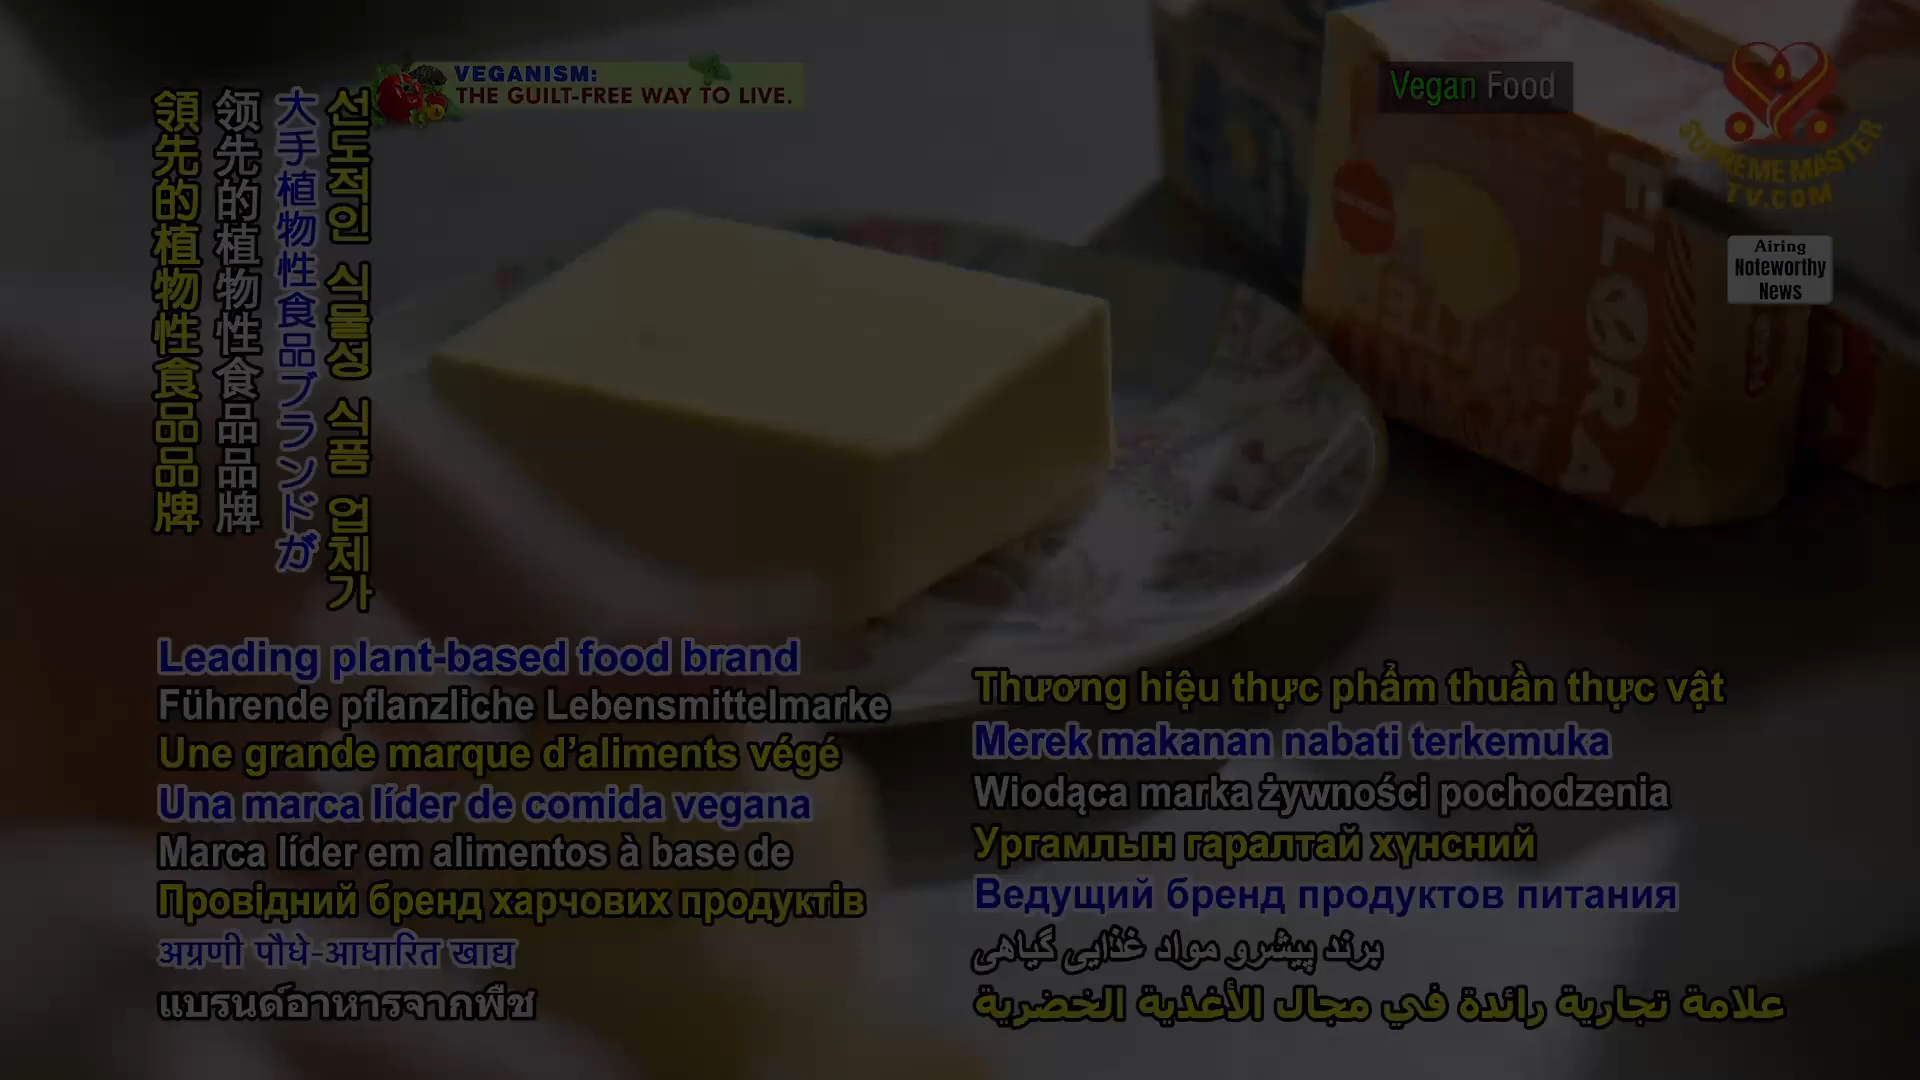 VEGANISM:
THE GUILT-FREE WAY TO LIVE.
Vegan Food
SUPREME MASTER
TV.COM
Airing
Noteworthy
News
FLORA
領先的植物性食品品牌
领先的植物性食品品牌
大手植物性食品ブランドが
선도적인 식물성 식품 업체가
Leading plant-based food brand
Führende pflanzliche Lebensmittelmarke
Une grande marque d’aliments végé
Una marca líder de comida vegana
Marca líder em alimentos à base de
Провідний бренд харчових продуктів
अग्रणी पौधे-आधारित खाद्य
แบรนด์อาหารจากพืช
Thương hiệu thực phẩm thuần thực vật
Merek makanan nabati terkemuka
Wiodąca marka żywności pochodzenia
Ургамлын гаралтай хүнсний
Ведущий бренд продуктов питания
برند پیشرو مواد غذایی گیاهی
علامة تجارية رائدة في مجال الأغذية الخضرية